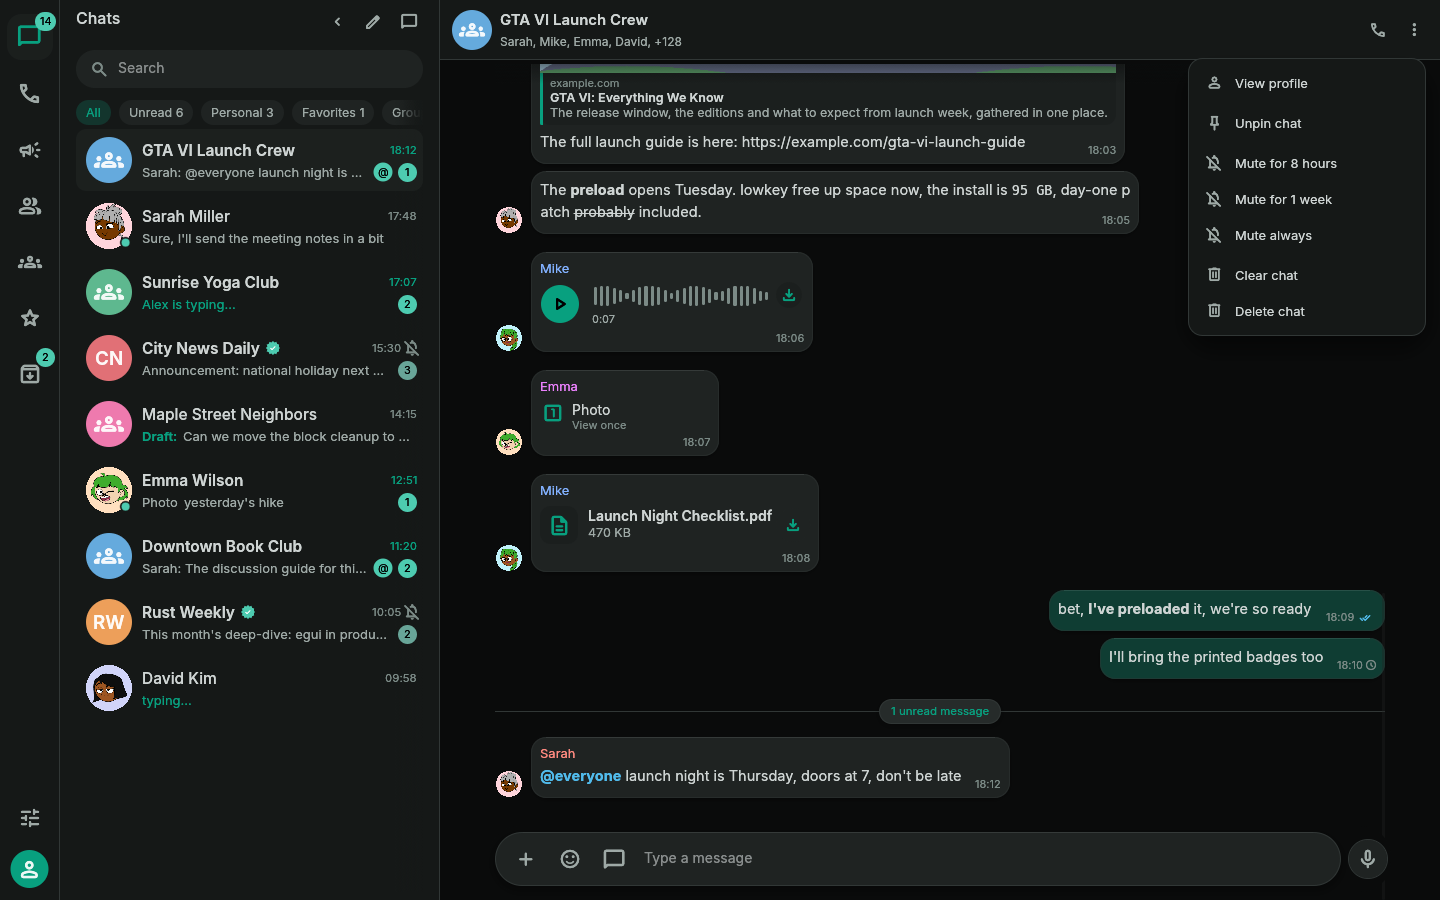 14
2
Chats
Search
All
Unread 6
Personal 3
Favorites 1
GTA VI Launch Crew
18:12
Sarah: @everyone launch night is ...
@
1
Sarah Miller
17:48
Sure, I'll send the meeting notes in a bit
Sunrise Yoga Club
17:07
Alex is typing...
2
CN
City News Daily
15:30
Announcement: national holiday next ...
3
Maple Street Neighbors
14:15
Draft: Can we move the block cleanup to ...
Emma Wilson
12:51
Photo yesterday's hike
1
Downtown Book Club
11:20
Sarah: The discussion guide for thi...
@
2
RW
Rust Weekly
10:05
This month's deep-dive: egui in produ...
2
David Kim
09:58
typing...
GTA VI Launch Crew
Sarah, Mike, Emma, David, +128
example.com
GTA VI: Everything We Know
The release window, the editions and what to expect from launch week, gathered in one place.
The full launch guide is here: https://example.com/gta-vi-launch-guide
18:03
The preload opens Tuesday. lowkey free up space now, the install is 95 GB, day-one p
atch probably included.
18:05
Mike
0:07
18:06
Emma
1
Photo
View once
18:07
Mike
Launch Night Checklist.pdf
470 KB
18:08
bet, I've preloaded it, we're so ready
18:09
I'll bring the printed badges too
18:10
1 unread message
Sarah
@everyone launch night is Thursday, doors at 7, don't be late
18:12
Type a message
View profile
Unpin chat
Mute for 8 hours
Mute for 1 week
Mute always
Clear chat
Delete chat